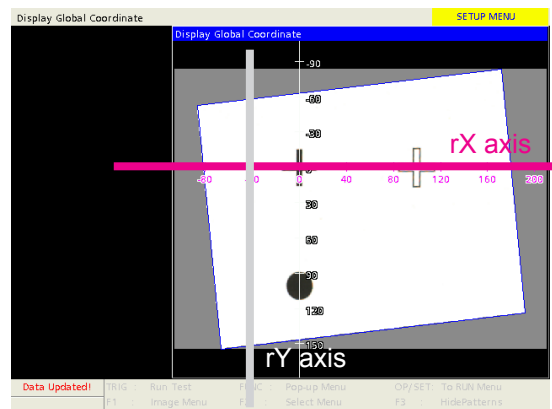 Display Global Coordinate SETUP MENU
Display Global Coordinate
-90
-60
-30
rX axis
-80 0 40 80 120 160 200
30
60
90
120
150
rY axis
Data Updated! TRIG : Run Test Pop-up Menu OP/SET: To RUN Menu
F1 : Image Menu Select Menu F3 : HidePatterns